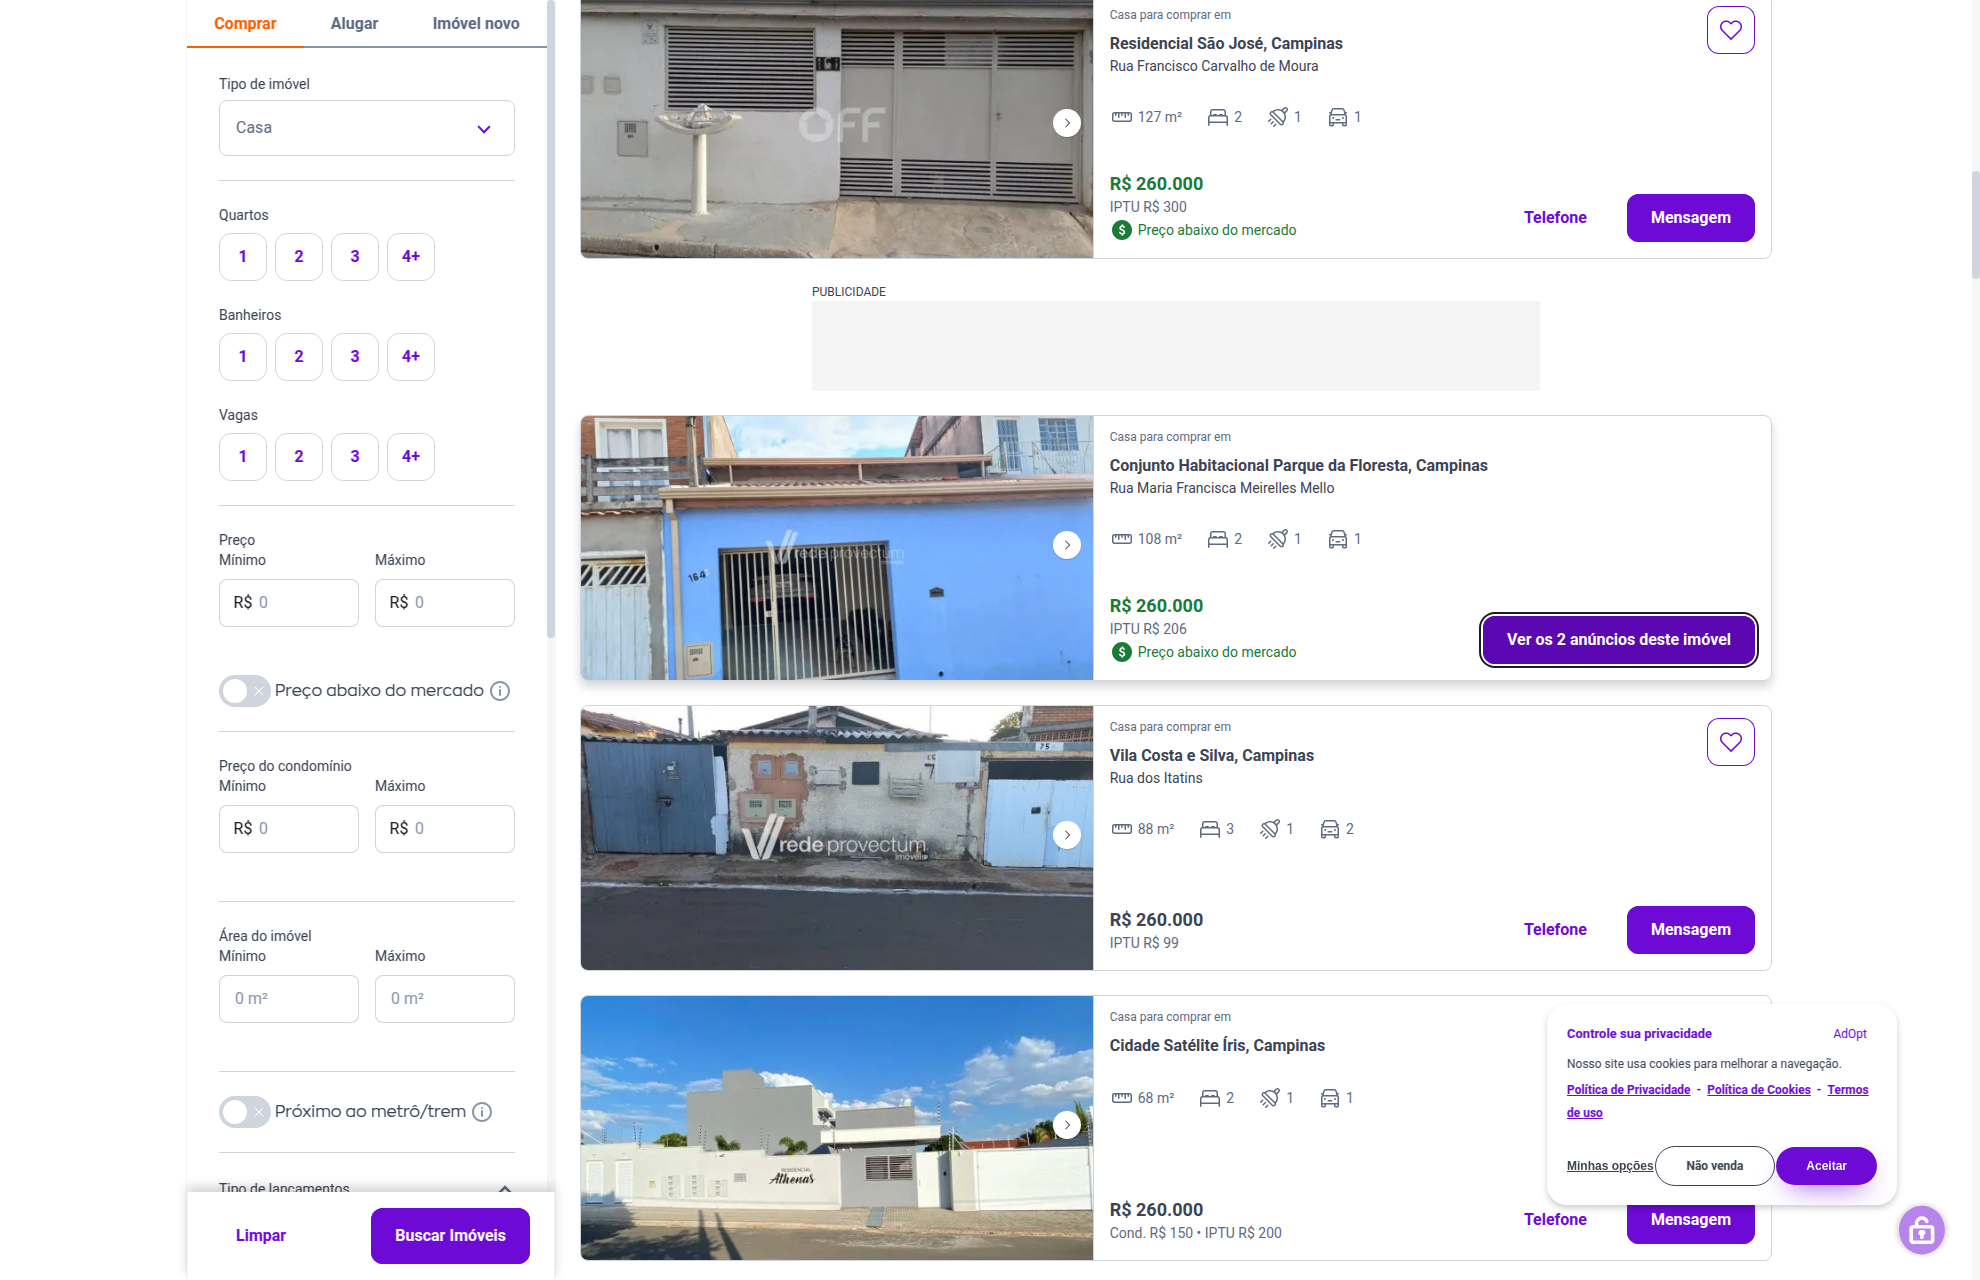 Comprar
Alugar
Imóvel novo
Tipo de imóvel
Casa
Quartos
1
2
3
4+
Banheiros
1
2
3
4+
Vagas
1
2
3
4+
Preço
Mínimo
Máximo
R$ 0
R$ 0
Preço abaixo do mercado
Preço do condomínio
Mínimo
Máximo
R$ 0
R$ 0
Área do imóvel
Mínimo
Máximo
0 m²
0 m²
Próximo ao metrô/trem
Tipo de lançamentos
Limpar
Buscar Imóveis
OFF
Casa para comprar em
Residencial São José, Campinas
Rua Francisco Carvalho de Moura
127 m²
2
1
1
R$ 260.000
IPTU R$ 300
Preço abaixo do mercado
Telefone
Mensagem
PUBLICIDADE
164
rede provectum
Casa para comprar em
Conjunto Habitacional Parque da Floresta, Campinas
Rua Maria Francisca Meirelles Mello
108 m²
2
1
1
R$ 260.000
IPTU R$ 206
Preço abaixo do mercado
Ver os 2 anúncios deste imóvel
75
rede provectum
imóveis
Casa para comprar em
Vila Costa e Silva, Campinas
Rua dos Itatins
88 m²
3
1
2
R$ 260.000
IPTU R$ 99
Telefone
Mensagem
RESIDENCIAL
Athenas
Casa para comprar em
Cidade Satélite Íris, Campinas
68 m²
2
1
1
R$ 260.000
Cond. R$ 150 • IPTU R$ 200
Telefone
Mensagem
Controle sua privacidade
AdOpt
Nosso site usa cookies para melhorar a navegação.
Política de Privacidade - Política de Cookies - Termos
de uso
Minhas opções
Não venda
Aceitar